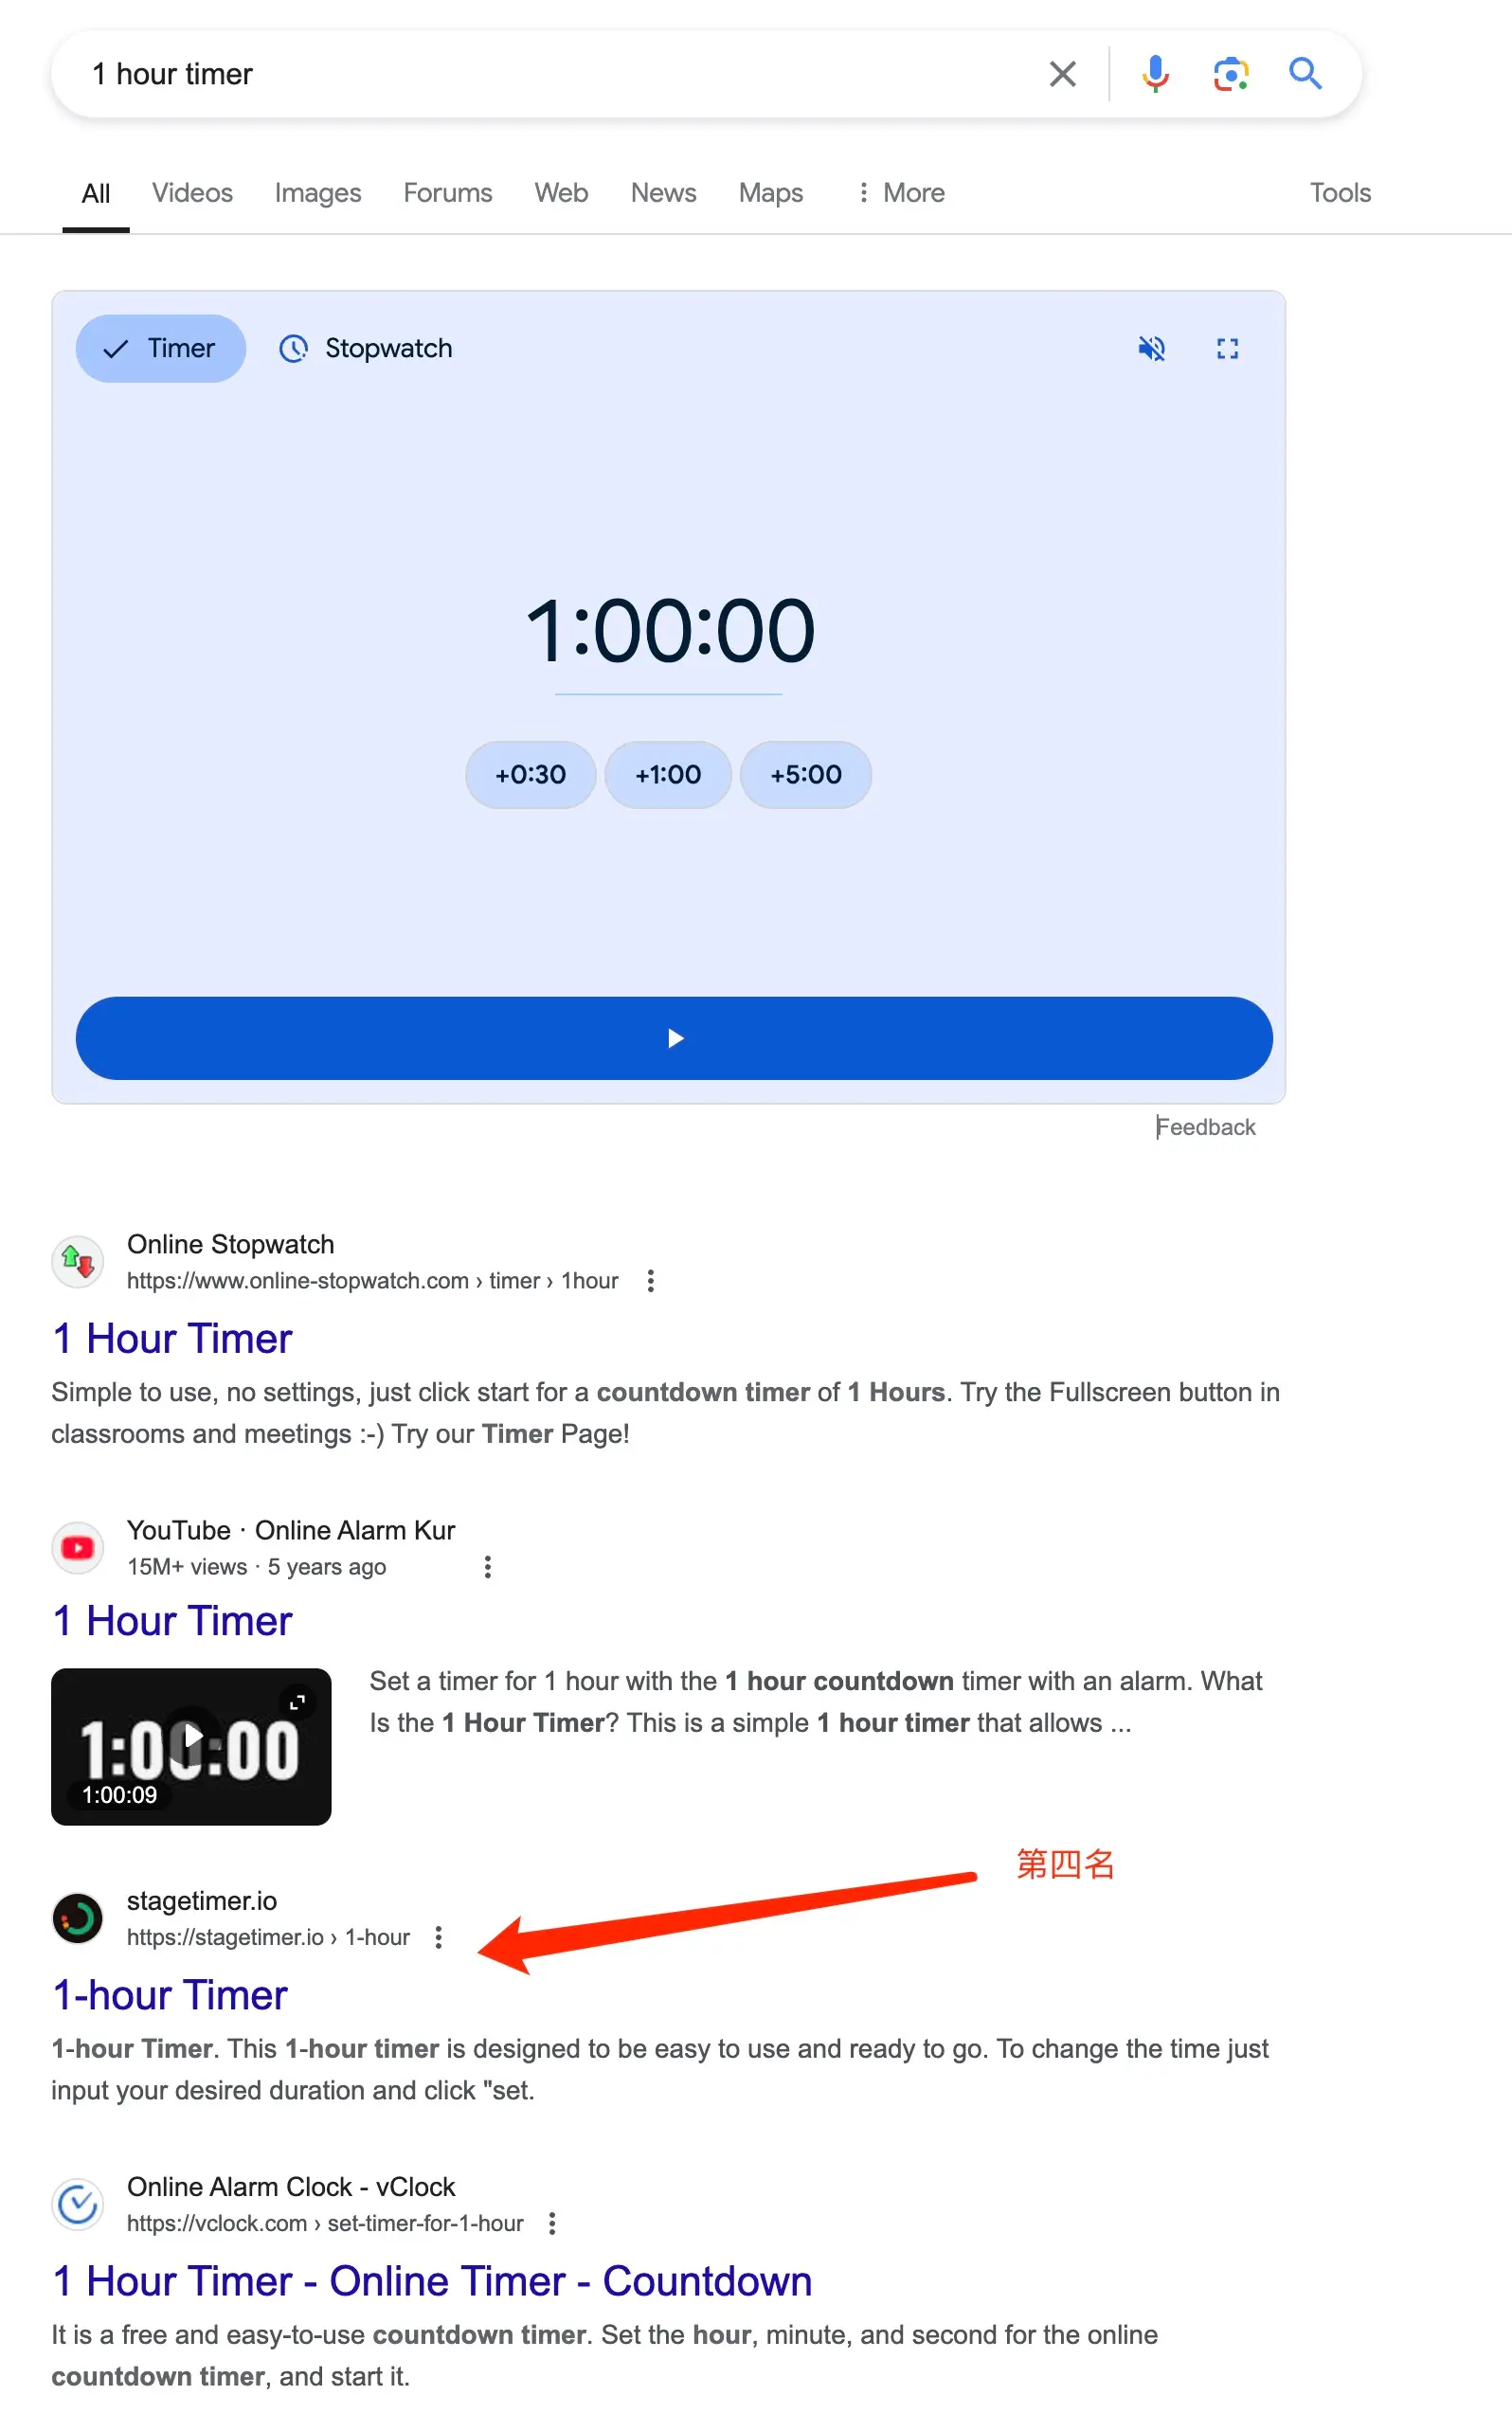 1 hour timer
All Videos Images Forums Web News Maps More Tools
Timer Stopwatch
1:00:00
+0:30 +1:00 +5:00
Feedback
Online Stopwatch
https://www.online-stopwatch.com › timer › 1hour
1 Hour Timer
Simple to use, no settings, just click start for a countdown timer of 1 Hours. Try the Fullscreen button in
classrooms and meetings :-) Try our Timer Page!
YouTube · Online Alarm Kur
15M+ views · 5 years ago
1 Hour Timer
1:00:00
1:00:09
Set a timer for 1 hour with the 1 hour countdown timer with an alarm. What
Is the 1 Hour Timer? This is a simple 1 hour timer that allows ...
第四名
stagetimer.io
https://stagetimer.io › 1-hour
1-hour Timer
1-hour Timer. This 1-hour timer is designed to be easy to use and ready to go. To change the time just
input your desired duration and click "set.
Online Alarm Clock - vClock
https://vclock.com › set-timer-for-1-hour
1 Hour Timer - Online Timer - Countdown
It is a free and easy-to-use countdown timer. Set the hour, minute, and second for the online
countdown timer, and start it.